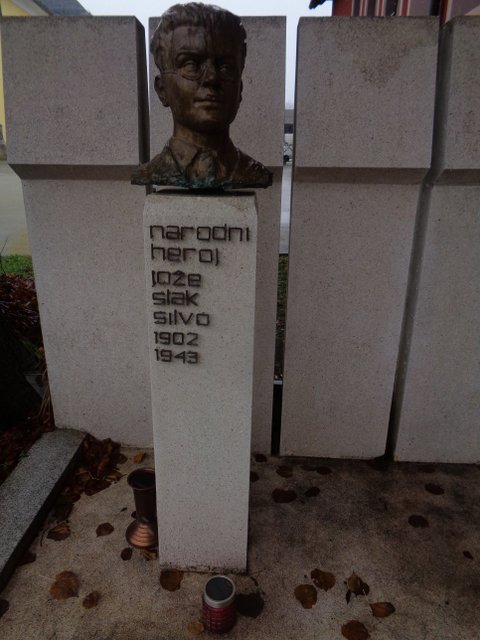 narodni
heroj
jože
slak
silvo
1902
1943